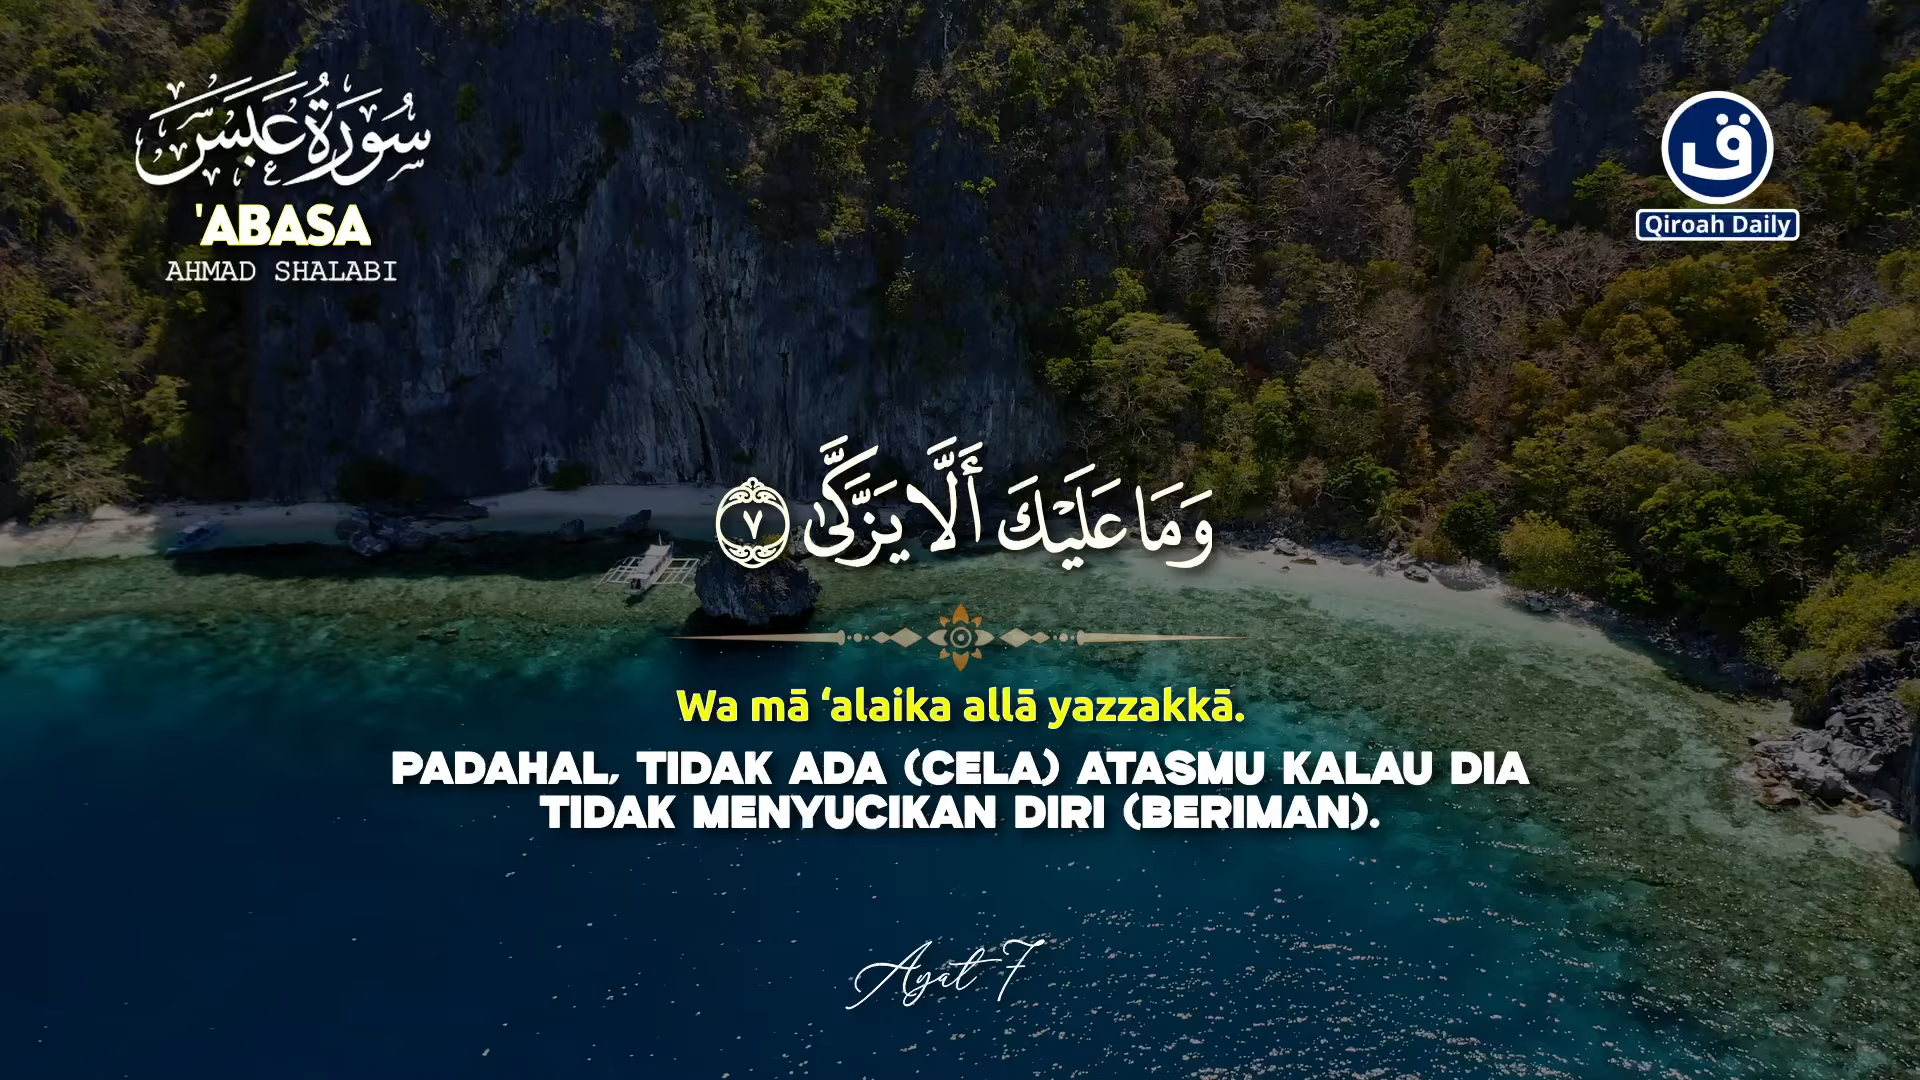 سُورَةُ عَبَسَ
'ABASA
AHMAD SHALABI
ق
Qiroah Daily
وَمَا عَلَيْكَ أَلَّا يَزَّكَّىٰ ٧
Wa mā ‘alaika allā yazzakkā.
PADAHAL, TIDAK ADA (CELA) ATASMU KALAU DIA
TIDAK MENYUCIKAN DIRI (BERIMAN).
Ayat 7